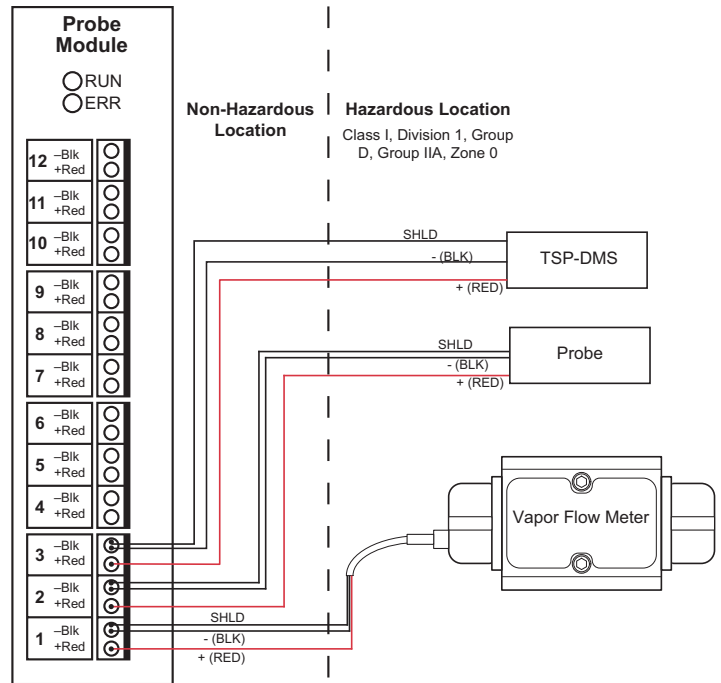 Probe
Module
RUN
ERR
Non-Hazardous
Location
Hazardous Location
Class I, Division 1, Group
D, Group IIA, Zone 0
12 –Blk
+Red
11 –Blk
+Red
10 –Blk
+Red
9 –Blk
+Red
8 –Blk
+Red
7 –Blk
+Red
6 –Blk
+Red
5 –Blk
+Red
4 –Blk
+Red
3 –Blk
+Red
2 –Blk
+Red
1 –Blk
+Red
SHLD
- (BLK)
+ (RED)
TSP-DMS
SHLD
- (BLK)
+ (RED)
Probe
Vapor Flow Meter
SHLD
- (BLK)
+ (RED)